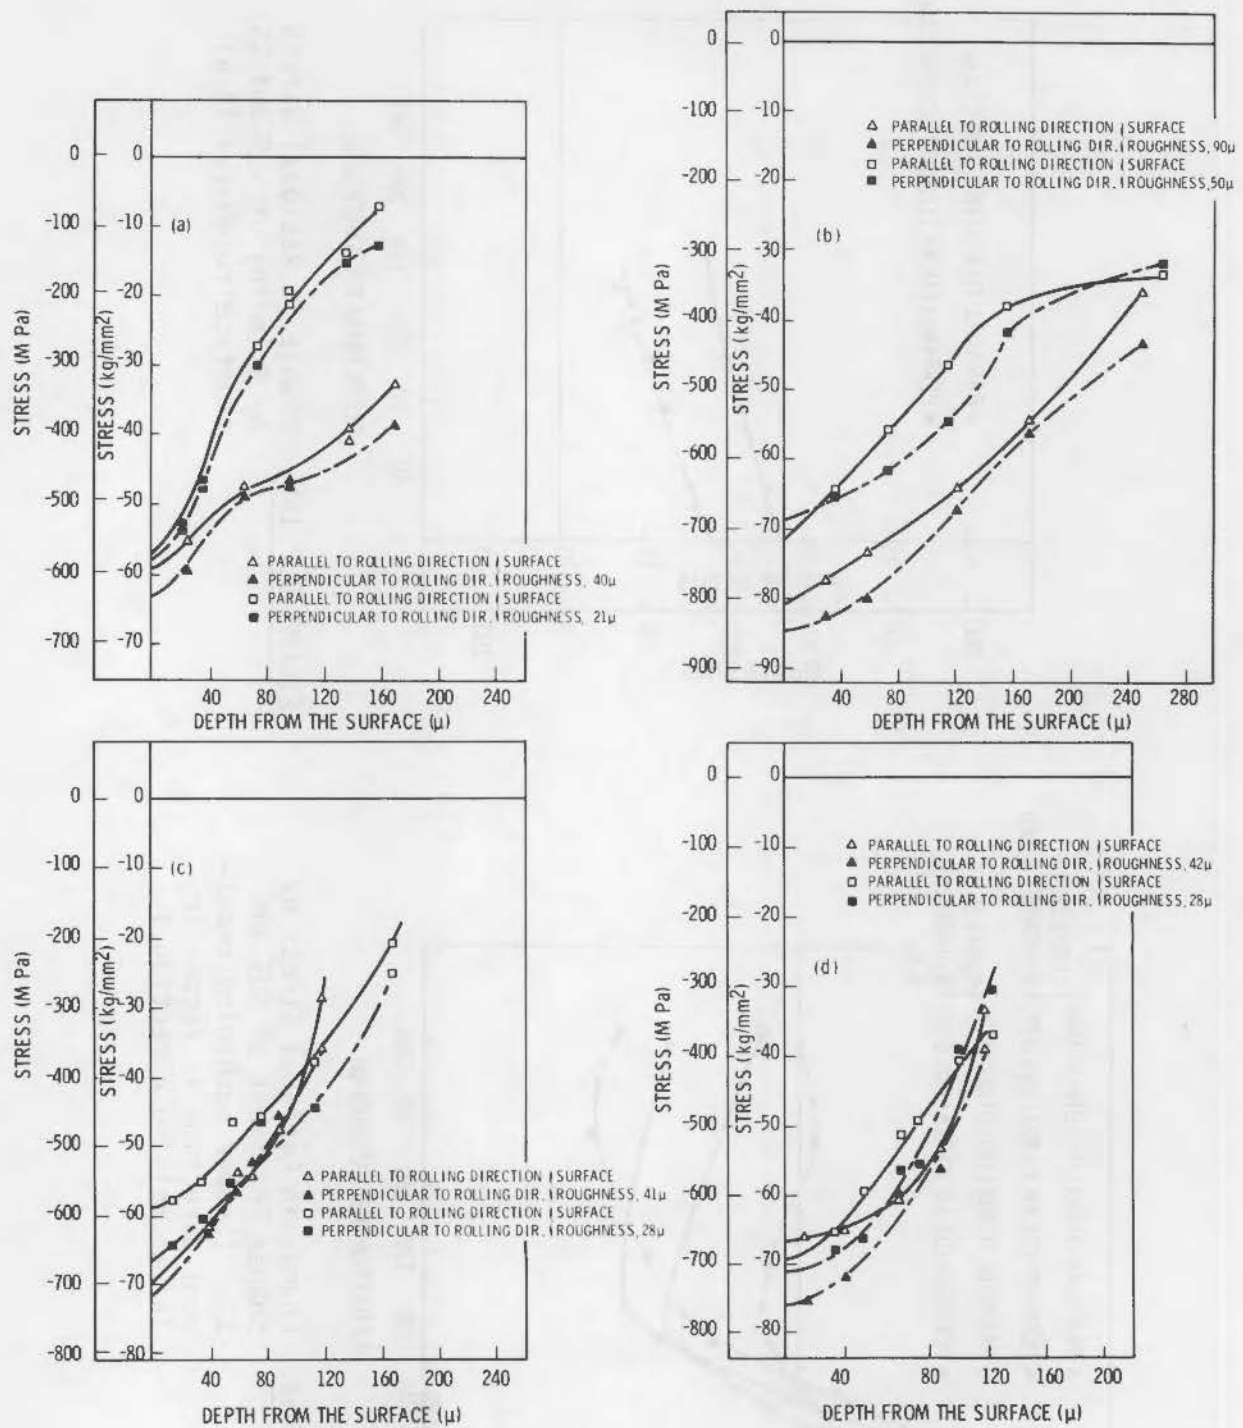 (a)
STRESS (M Pa)
0
-100
-200
-300
-400
-500
-600
-700
STRESS (kg/mm²)
0
-10
-20
-30
-40
-50
-60
-70
△ PARALLEL TO ROLLING DIRECTION } SURFACE
▲ PERPENDICULAR TO ROLLING DIR. } ROUGHNESS, 40μ
□ PARALLEL TO ROLLING DIRECTION } SURFACE
■ PERPENDICULAR TO ROLLING DIR. } ROUGHNESS, 21μ
40 80 120 160 200 240
DEPTH FROM THE SURFACE (μ)
(b)
STRESS (M Pa)
0
-100
-200
-300
-400
-500
-600
-700
-800
-900
STRESS (kg/mm²)
0
-10
-20
-30
-40
-50
-60
-70
-80
-90
△ PARALLEL TO ROLLING DIRECTION } SURFACE
▲ PERPENDICULAR TO ROLLING DIR. } ROUGHNESS, 90μ
□ PARALLEL TO ROLLING DIRECTION } SURFACE
■ PERPENDICULAR TO ROLLING DIR. } ROUGHNESS, 50μ
40 80 120 160 200 240 280
DEPTH FROM THE SURFACE (μ)
(c)
STRESS (M Pa)
0
-100
-200
-300
-400
-500
-600
-700
-800
STRESS (kg/mm²)
0
-10
-20
-30
-40
-50
-60
-70
-80
△ PARALLEL TO ROLLING DIRECTION } SURFACE
▲ PERPENDICULAR TO ROLLING DIR. } ROUGHNESS, 41μ
□ PARALLEL TO ROLLING DIRECTION } SURFACE
■ PERPENDICULAR TO ROLLING DIR. } ROUGHNESS, 28μ
40 80 120 160 200 240
DEPTH FROM THE SURFACE (μ)
(d)
STRESS (M Pa)
0
-100
-200
-300
-400
-500
-600
-700
-800
STRESS (kg/mm²)
0
-10
-20
-30
-40
-50
-60
-70
-80
△ PARALLEL TO ROLLING DIRECTION } SURFACE
▲ PERPENDICULAR TO ROLLING DIR. } ROUGHNESS, 42μ
□ PARALLEL TO ROLLING DIRECTION } SURFACE
■ PERPENDICULAR TO ROLLING DIR. } ROUGHNESS, 28μ
40 80 120 160 200
DEPTH FROM THE SURFACE (μ)